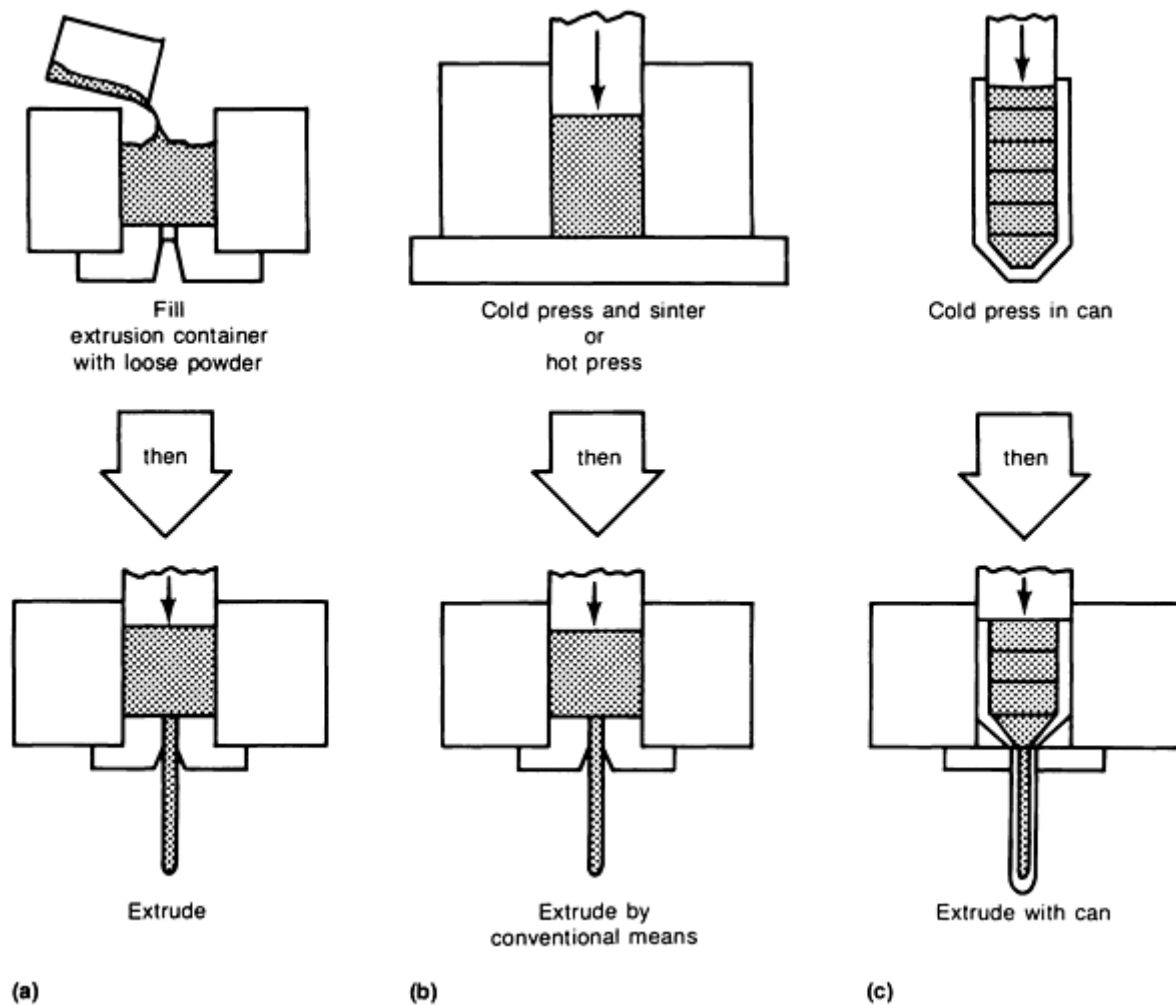 Fill
extrusion container
with loose powder
Cold press and sinter
or
hot press
Cold press in can
then
then
then
Extrude
Extrude by
conventional means
Extrude with can
(a)
(b)
(c)